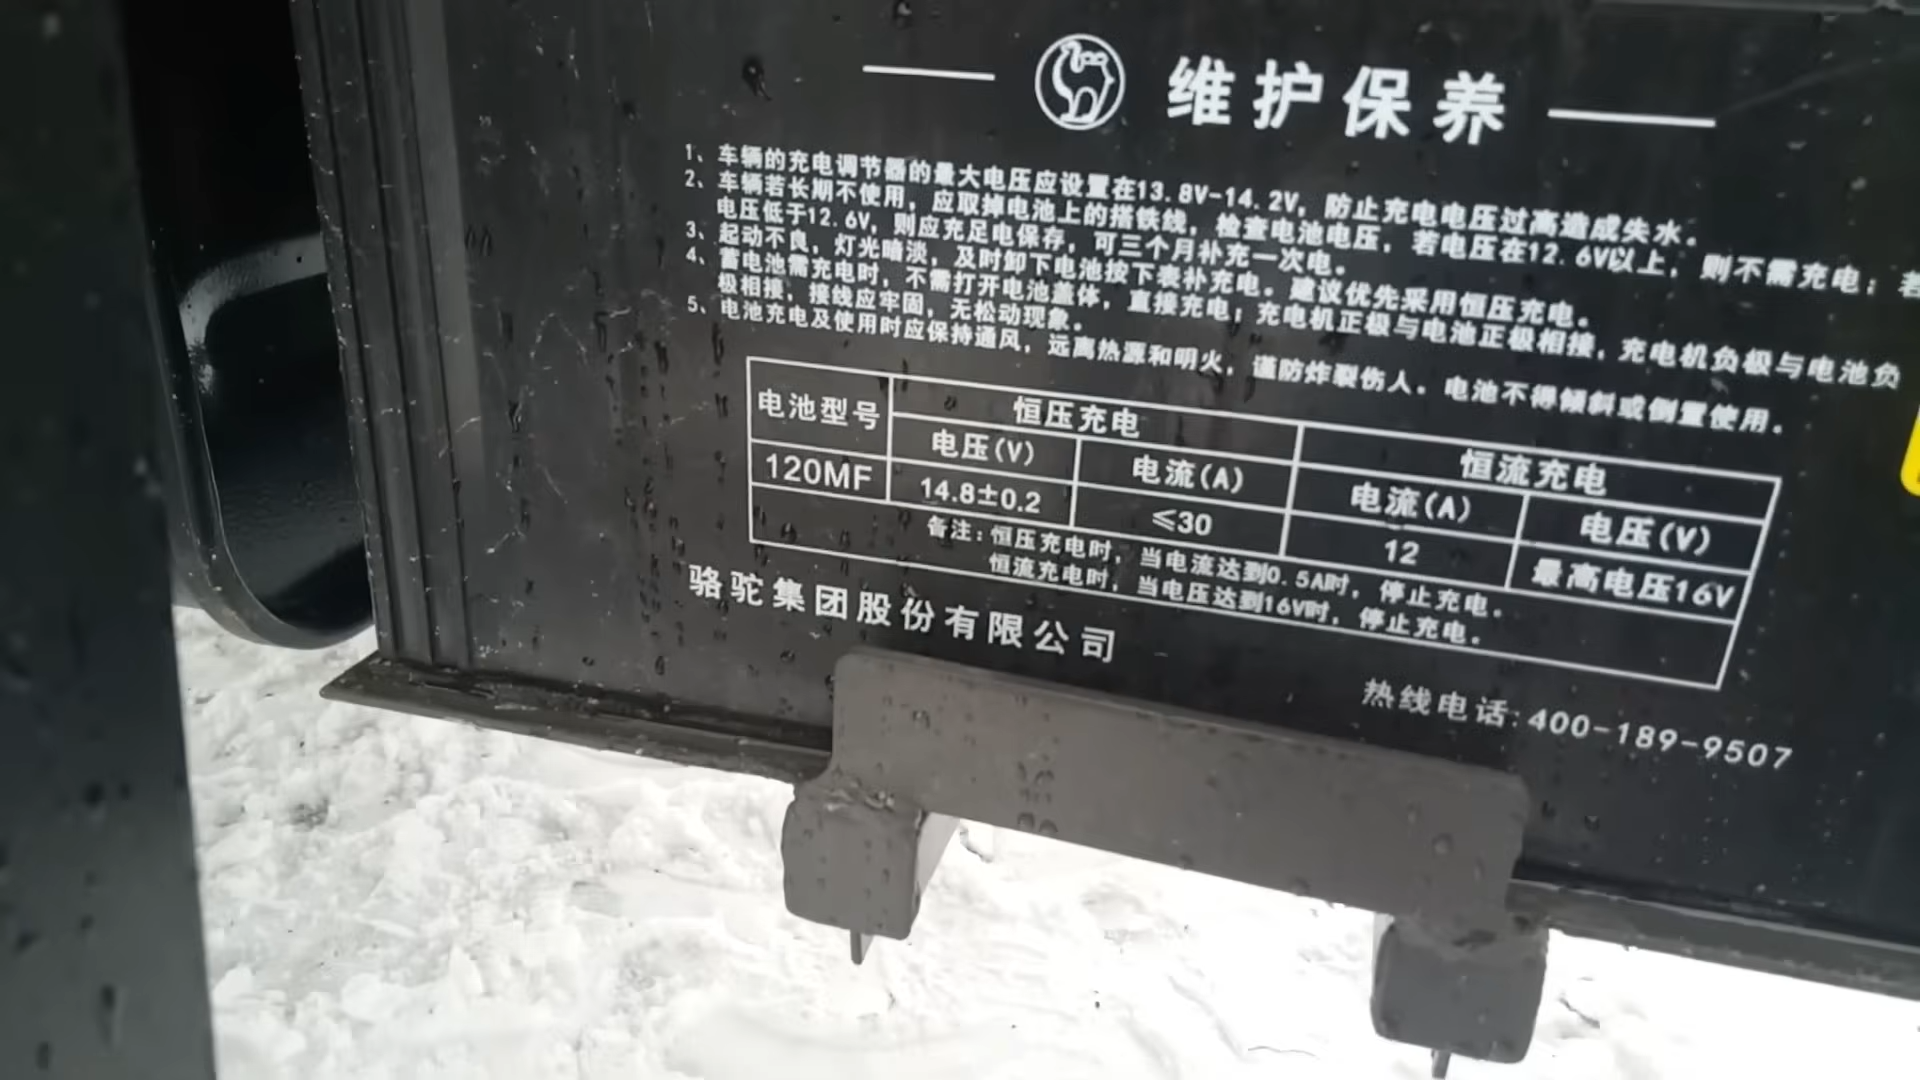 维护保养
1、车辆的充电调节器的最大电压应设置在13.8V-14.2V，防止充电电压过高造成失水。
2、车辆若长期不使用，应取掉电池上的搭铁线，检查电池电压，若电压在12.6V以上，则不需充电；若
电压低于12.6V，则应充足电保存，可三个月补充一次电。
3、起动不良，灯光暗淡，及时卸下电池按下表补充电。建议优先采用恒压充电。
4、蓄电池需充电时，不需打开电池盖体，直接充电；充电机正极与电池正极相接，充电机负极与电池负
极相接，接线应牢固，无松动现象。
5、电池充电及使用时应保持通风，远离热源和明火，谨防炸裂伤人。电池不得倾斜或倒置使用。
电池型号 恒压充电 恒流充电
电压(V) 电流(A) 电流(A) 电压(V)
120MF 14.8±0.2 ≤30 12 最高电压16V
备注：恒压充电时，当电流达到0.5A时，停止充电。
恒流充电时，当电压达到16V时，停止充电。
骆驼集团股份有限公司
热线电话:400-189-9507